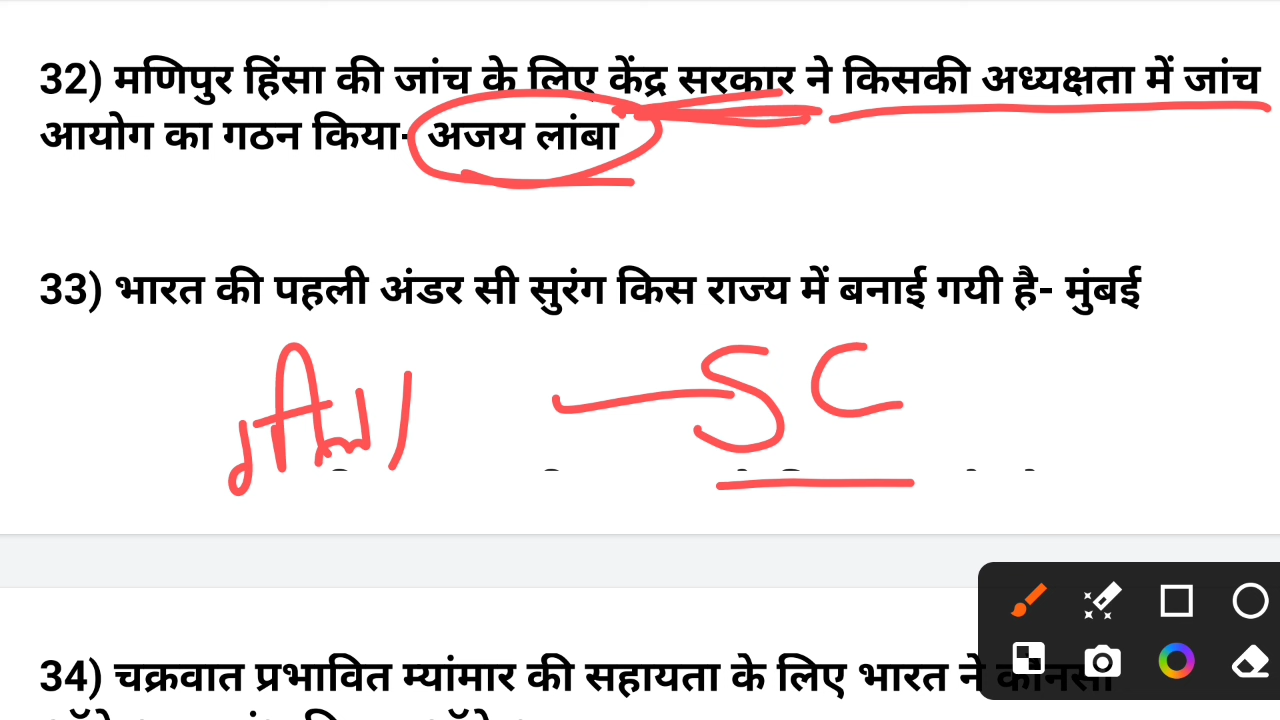 32) मणिपुर हिंसा की जांच के लिए केंद्र सरकार ने किसकी अध्यक्षता में जांच
आयोग का गठन किया- अजय लांबा
33) भारत की पहली अंडर सी सुरंग किस राज्य में बनाई गयी है- मुंबई
SC
34) चक्रवात प्रभावित म्यांमार की सहायता के लिए भारत ने कौनसा